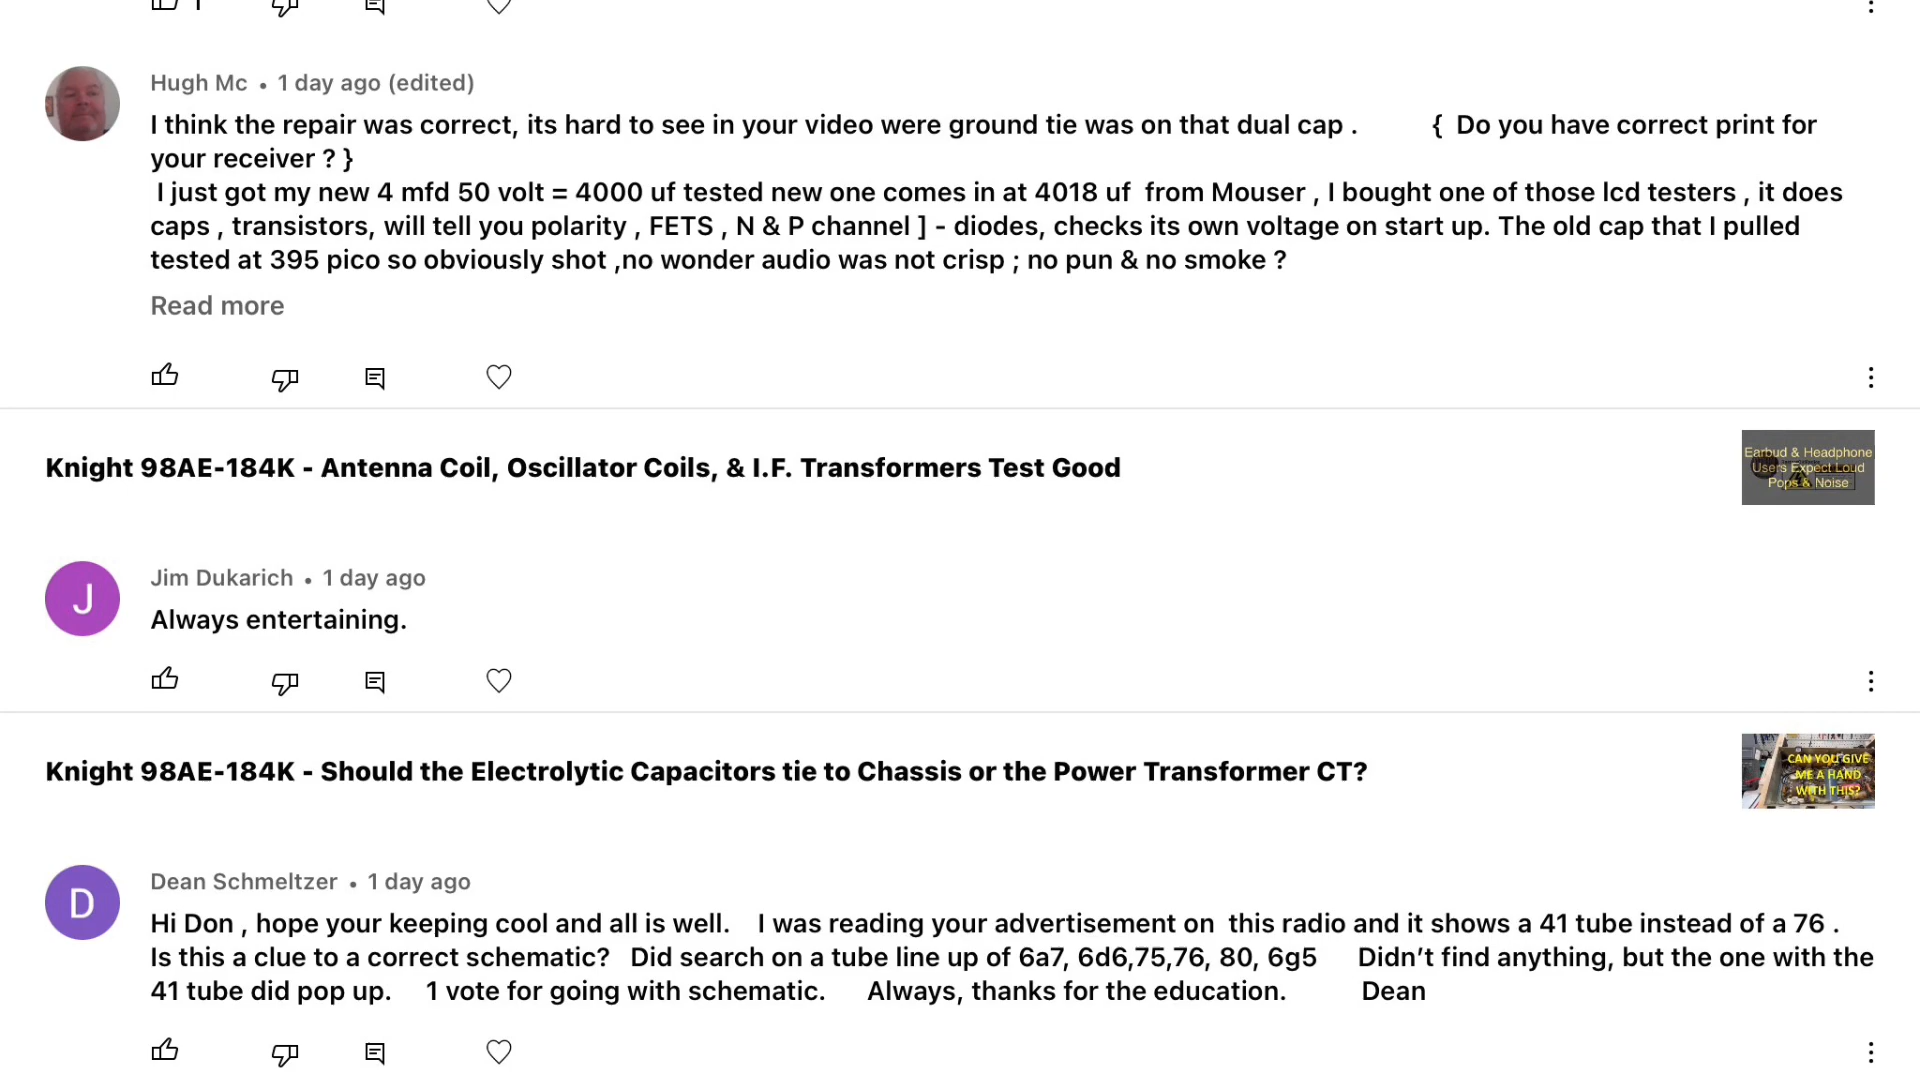 1
Hugh Mc • 1 day ago (edited)
I think the repair was correct, its hard to see in your video were ground tie was on that dual cap . { Do you have correct print for
your receiver ? }
I just got my new 4 mfd 50 volt = 4000 uf tested new one comes in at 4018 uf from Mouser , I bought one of those lcd testers , it does
caps , transistors, will tell you polarity , FETS , N & P channel ] - diodes, checks its own voltage on start up. The old cap that I pulled
tested at 395 pico so obviously shot ,no wonder audio was not crisp ; no pun & no smoke ?
Read more
Knight 98AE-184K - Antenna Coil, Oscillator Coils, & I.F. Transformers Test Good
Earbud & Headphone
Users Expect Loud
Pops & Noise
J
Jim Dukarich • 1 day ago
Always entertaining.
Knight 98AE-184K - Should the Electrolytic Capacitors tie to Chassis or the Power Transformer CT?
CAN YOU GIVE
ME A HAND
WITH THIS?
D
Dean Schmeltzer • 1 day ago
Hi Don , hope your keeping cool and all is well. I was reading your advertisement on this radio and it shows a 41 tube instead of a 76 .
Is this a clue to a correct schematic? Did search on a tube line up of 6a7, 6d6,75,76, 80, 6g5 Didn’t find anything, but the one with the
41 tube did pop up. 1 vote for going with schematic. Always, thanks for the education. Dean